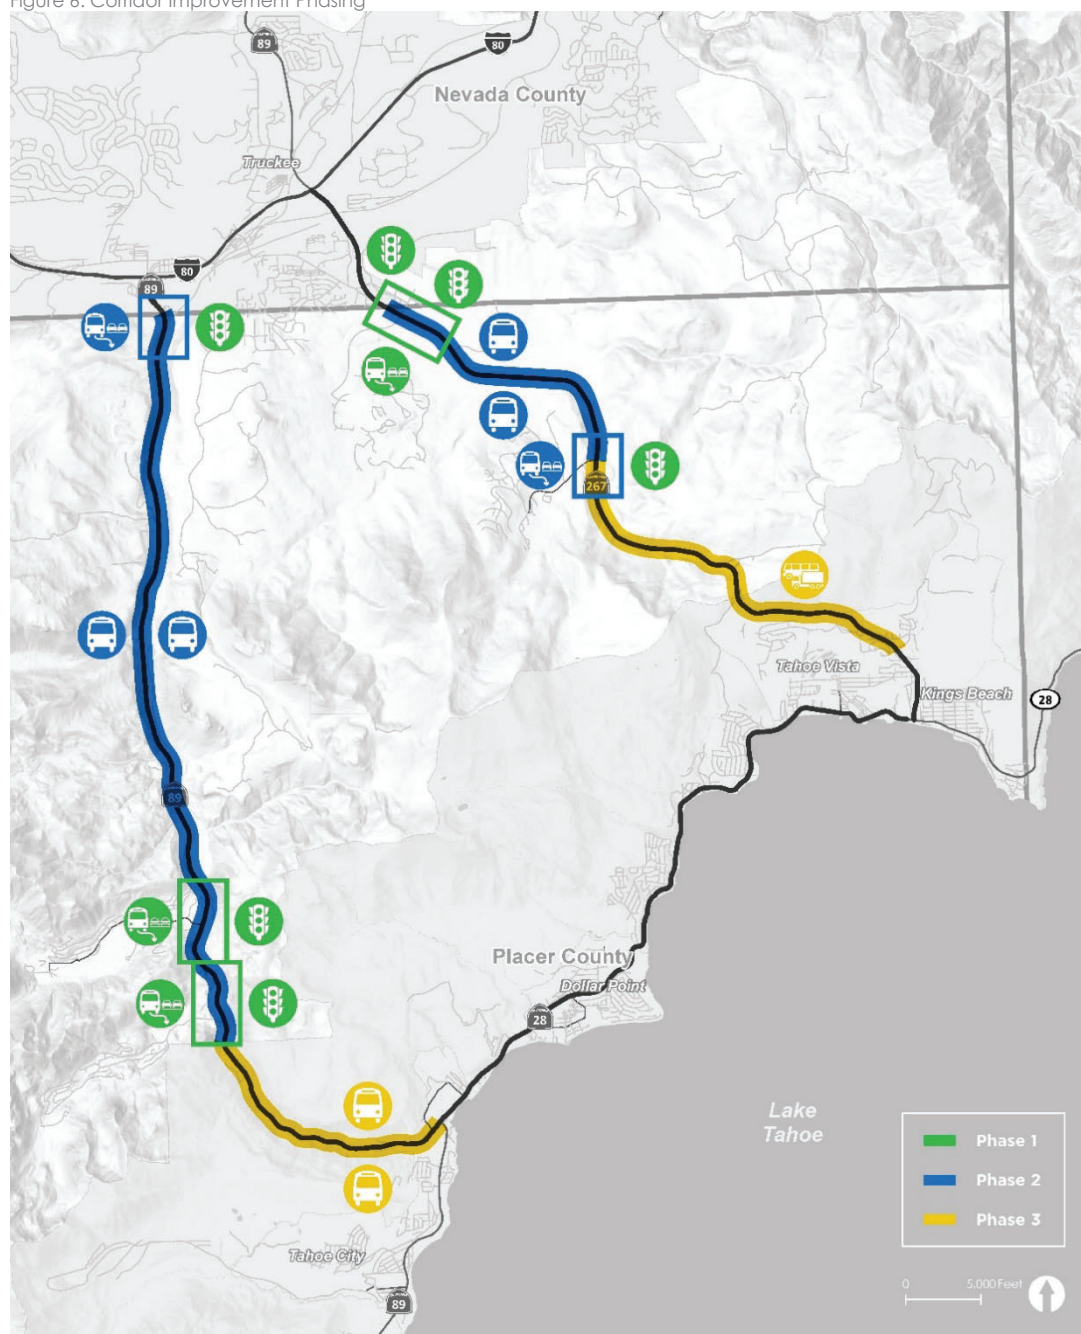 Figure 6. Corridor Improvement Phasing
89
80
Nevada County
Truckee
80
89
267
Tahoe Vista
Kings Beach
28
89
Placer County
Dollar Point
28
Lake
Tahoe
Phase 1
Phase 2
Phase 3
Tahoe City
0 5,000 Feet
89